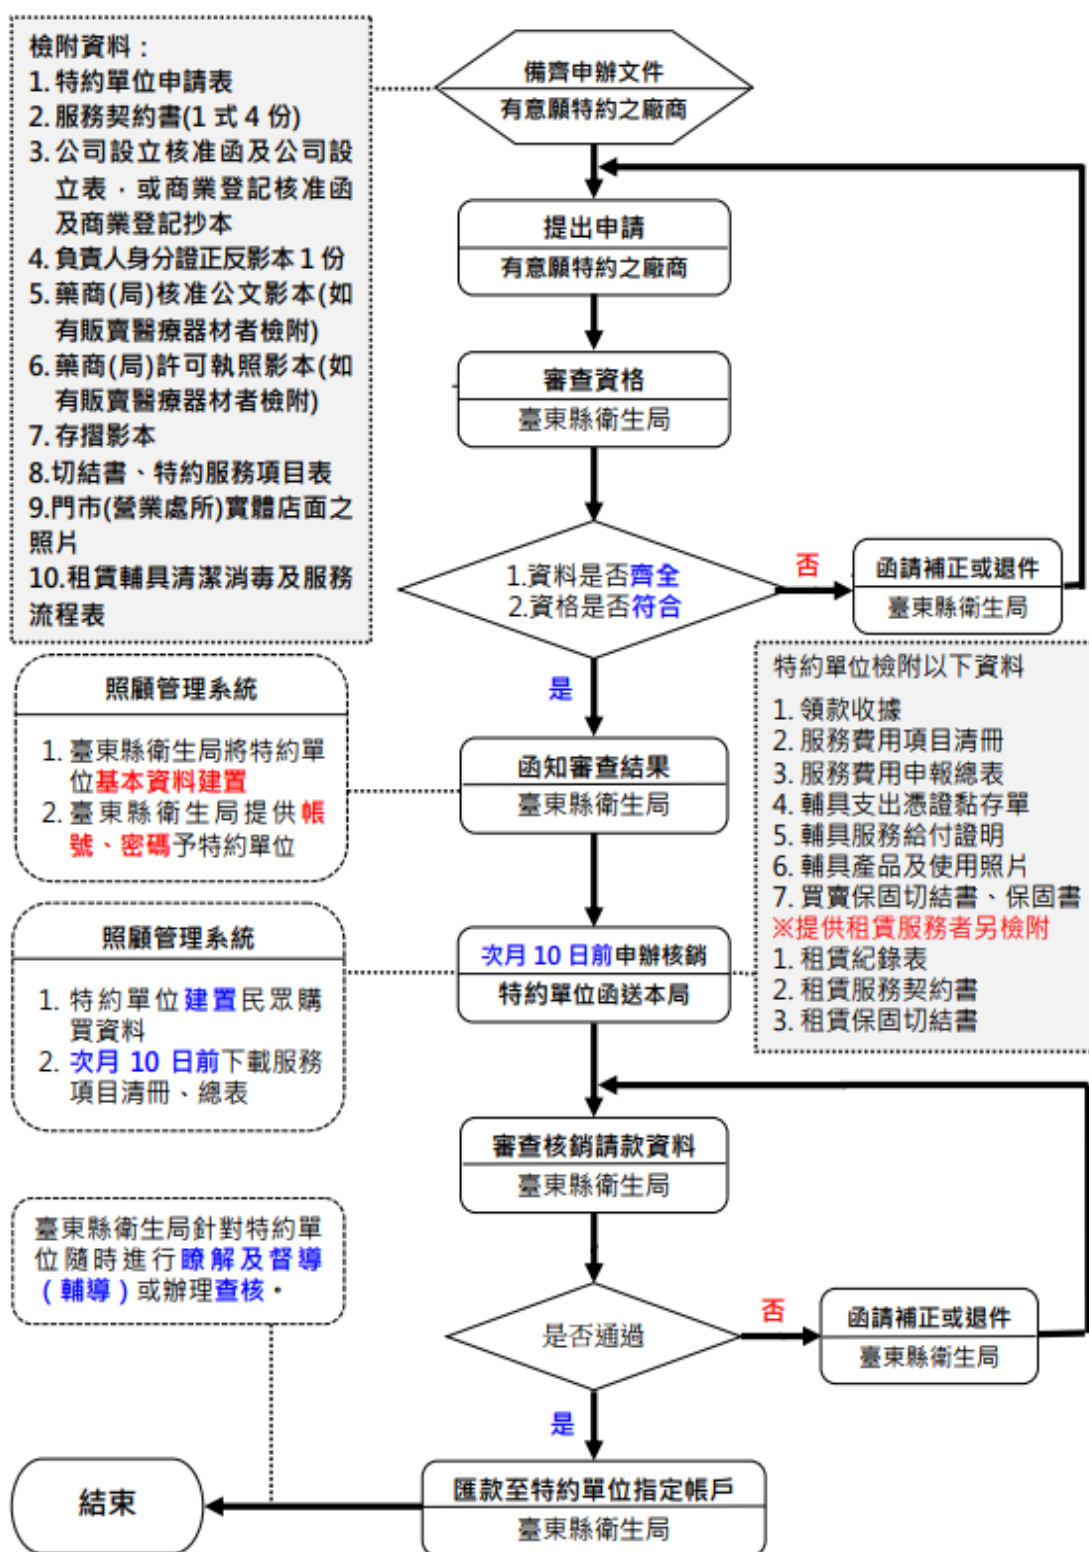 檢附資料：
1. 特約單位申請表
2. 服務契約書(1 式 4 份)
3. 公司設立核准函及公司設
立表，或商業登記核准函
及商業登記抄本
4. 負責人身分證正反影本 1 份
5. 藥商(局)核准公文影本(如
有販賣醫療器材者檢附)
6. 藥商(局)許可執照影本(如
有販賣醫療器材者檢附)
7. 存摺影本
8.切結書、特約服務項目表
9.門市(營業處所)實體店面之
照片
10.租賃輔具清潔消毒及服務
流程表
備齊申辦文件
有意願特約之廠商
提出申請
有意願特約之廠商
審查資格
臺東縣衛生局
1.資料是否齊全
2.資格是否符合
否
函請補正或退件
臺東縣衛生局
是
照顧管理系統
1. 臺東縣衛生局將特約單
位基本資料建置
2. 臺東縣衛生局提供帳
號、密碼予特約單位
函知審查結果
臺東縣衛生局
特約單位檢附以下資料
1. 領款收據
2. 服務費用項目清冊
3. 服務費用申報總表
4. 輔具支出憑證黏存單
5. 輔具服務給付證明
6. 輔具產品及使用照片
7. 買賣保固切結書、保固書
※提供租賃服務者另檢附
1. 租賃紀錄表
2. 租賃服務契約書
3. 租賃保固切結書
照顧管理系統
1. 特約單位建置民眾購
買資料
2. 次月 10 日前下載服務
項目清冊、總表
次月 10 日前申辦核銷
特約單位函送本局
審查核銷請款資料
臺東縣衛生局
臺東縣衛生局針對特約單
位隨時進行瞭解及督導
（輔導）或辦理查核。
是否通過
否
函請補正或退件
臺東縣衛生局
是
匯款至特約單位指定帳戶
臺東縣衛生局
結束